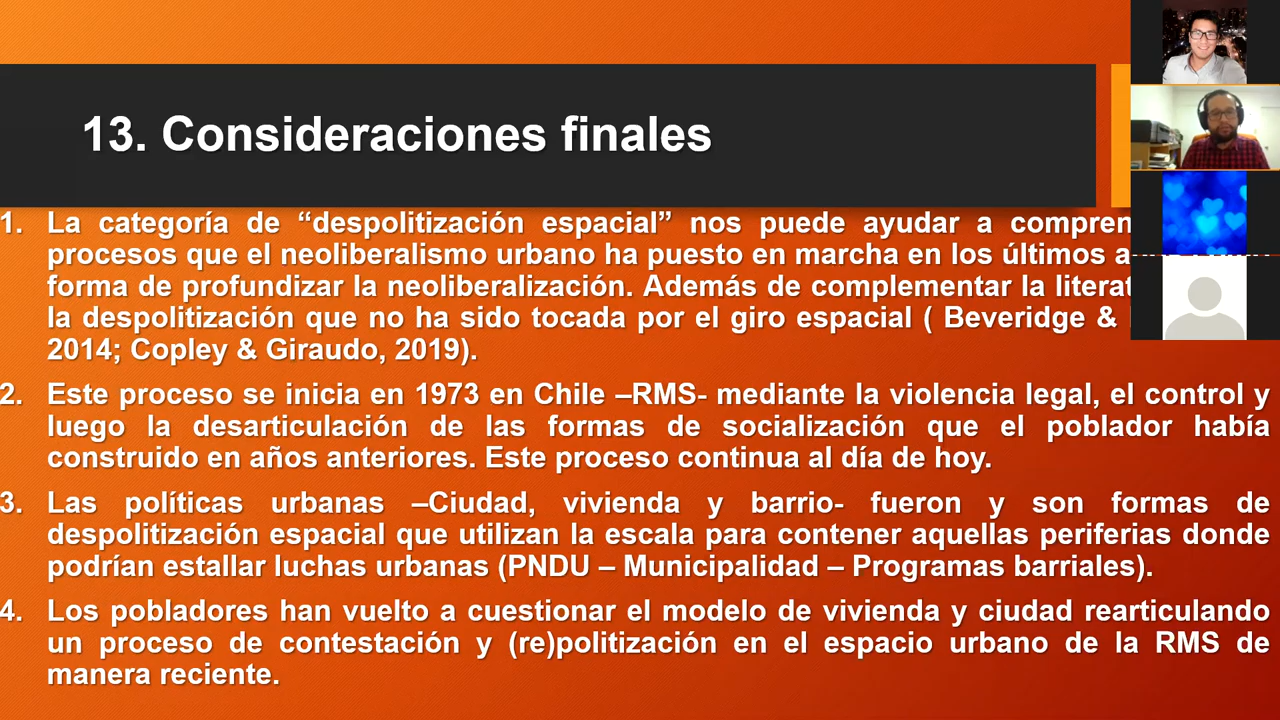 13. Consideraciones finales
1. La categoría de “despolitización espacial” nos puede ayudar a
procesos que el neoliberalismo urbano ha puesto en marcha en los últimos
forma de profundizar la neoliberalización. Además de complementar la
la despolitización que no ha sido tocada por el giro espacial ( Beveridge &
2014; Copley & Giraudo, 2019).
2. Este proceso se inicia en 1973 en Chile –RMS- mediante la violencia legal, el control y
luego la desarticulación de las formas de socialización que el poblador había
construido en años anteriores. Este proceso continua al día de hoy.
3. Las políticas urbanas –Ciudad, vivienda y barrio- fueron y son formas de
despolitización espacial que utilizan la escala para contener aquellas periferias donde
podrían estallar luchas urbanas (PNDU – Municipalidad – Programas barriales).
4. Los pobladores han vuelto a cuestionar el modelo de vivienda y ciudad rearticulando
un proceso de contestación y (re)politización en el espacio urbano de la RMS de
manera reciente.